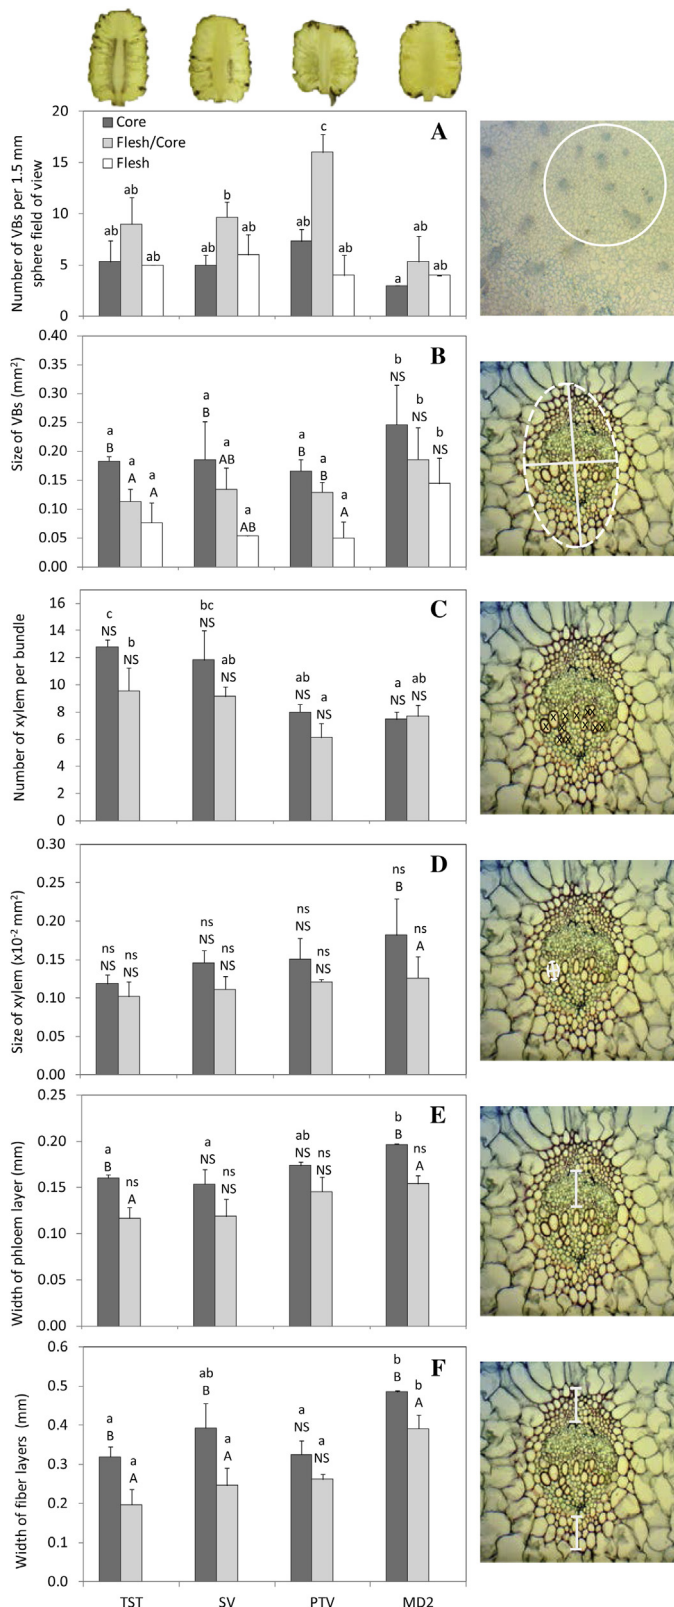 20
15
10
5
0
Number of VBs per 1.5 mm
sphere field of view
Core
Flesh/Core
Flesh
A
ab
ab
ab
ab
b
ab
ab
c
ab
a
ab
ab
0.40
0.35
0.30
0.25
0.20
0.15
0.10
0.05
0.00
Size of VBs (mm²)
B
a
B
a
A
a
A
a
B
a
AB
a
AB
a
B
a
B
a
A
b
NS
b
NS
b
NS
16
14
12
10
8
6
4
2
0
Number of xylem per bundle
C
c
NS
b
NS
bc
NS
ab
NS
ab
NS
a
NS
a
NS
ab
NS
X X X X X X X X X X
0.30
0.25
0.20
0.15
0.10
0.05
0.00
Size of xylem (x10⁻² mm²)
D
ns
NS
ns
NS
ns
NS
ns
NS
ns
NS
ns
NS
ns
B
ns
A
0.25
0.20
0.15
0.10
0.05
0.00
Width of phloem layer (mm)
E
a
B
ns
A
a
NS
ns
NS
ab
NS
ns
NS
b
B
ns
A
0.6
0.5
0.4
0.3
0.2
0.1
0.0
Width of fiber layers (mm)
F
a
B
a
A
ab
B
a
A
a
NS
a
NS
b
B
b
A
TST SV PTV MD2